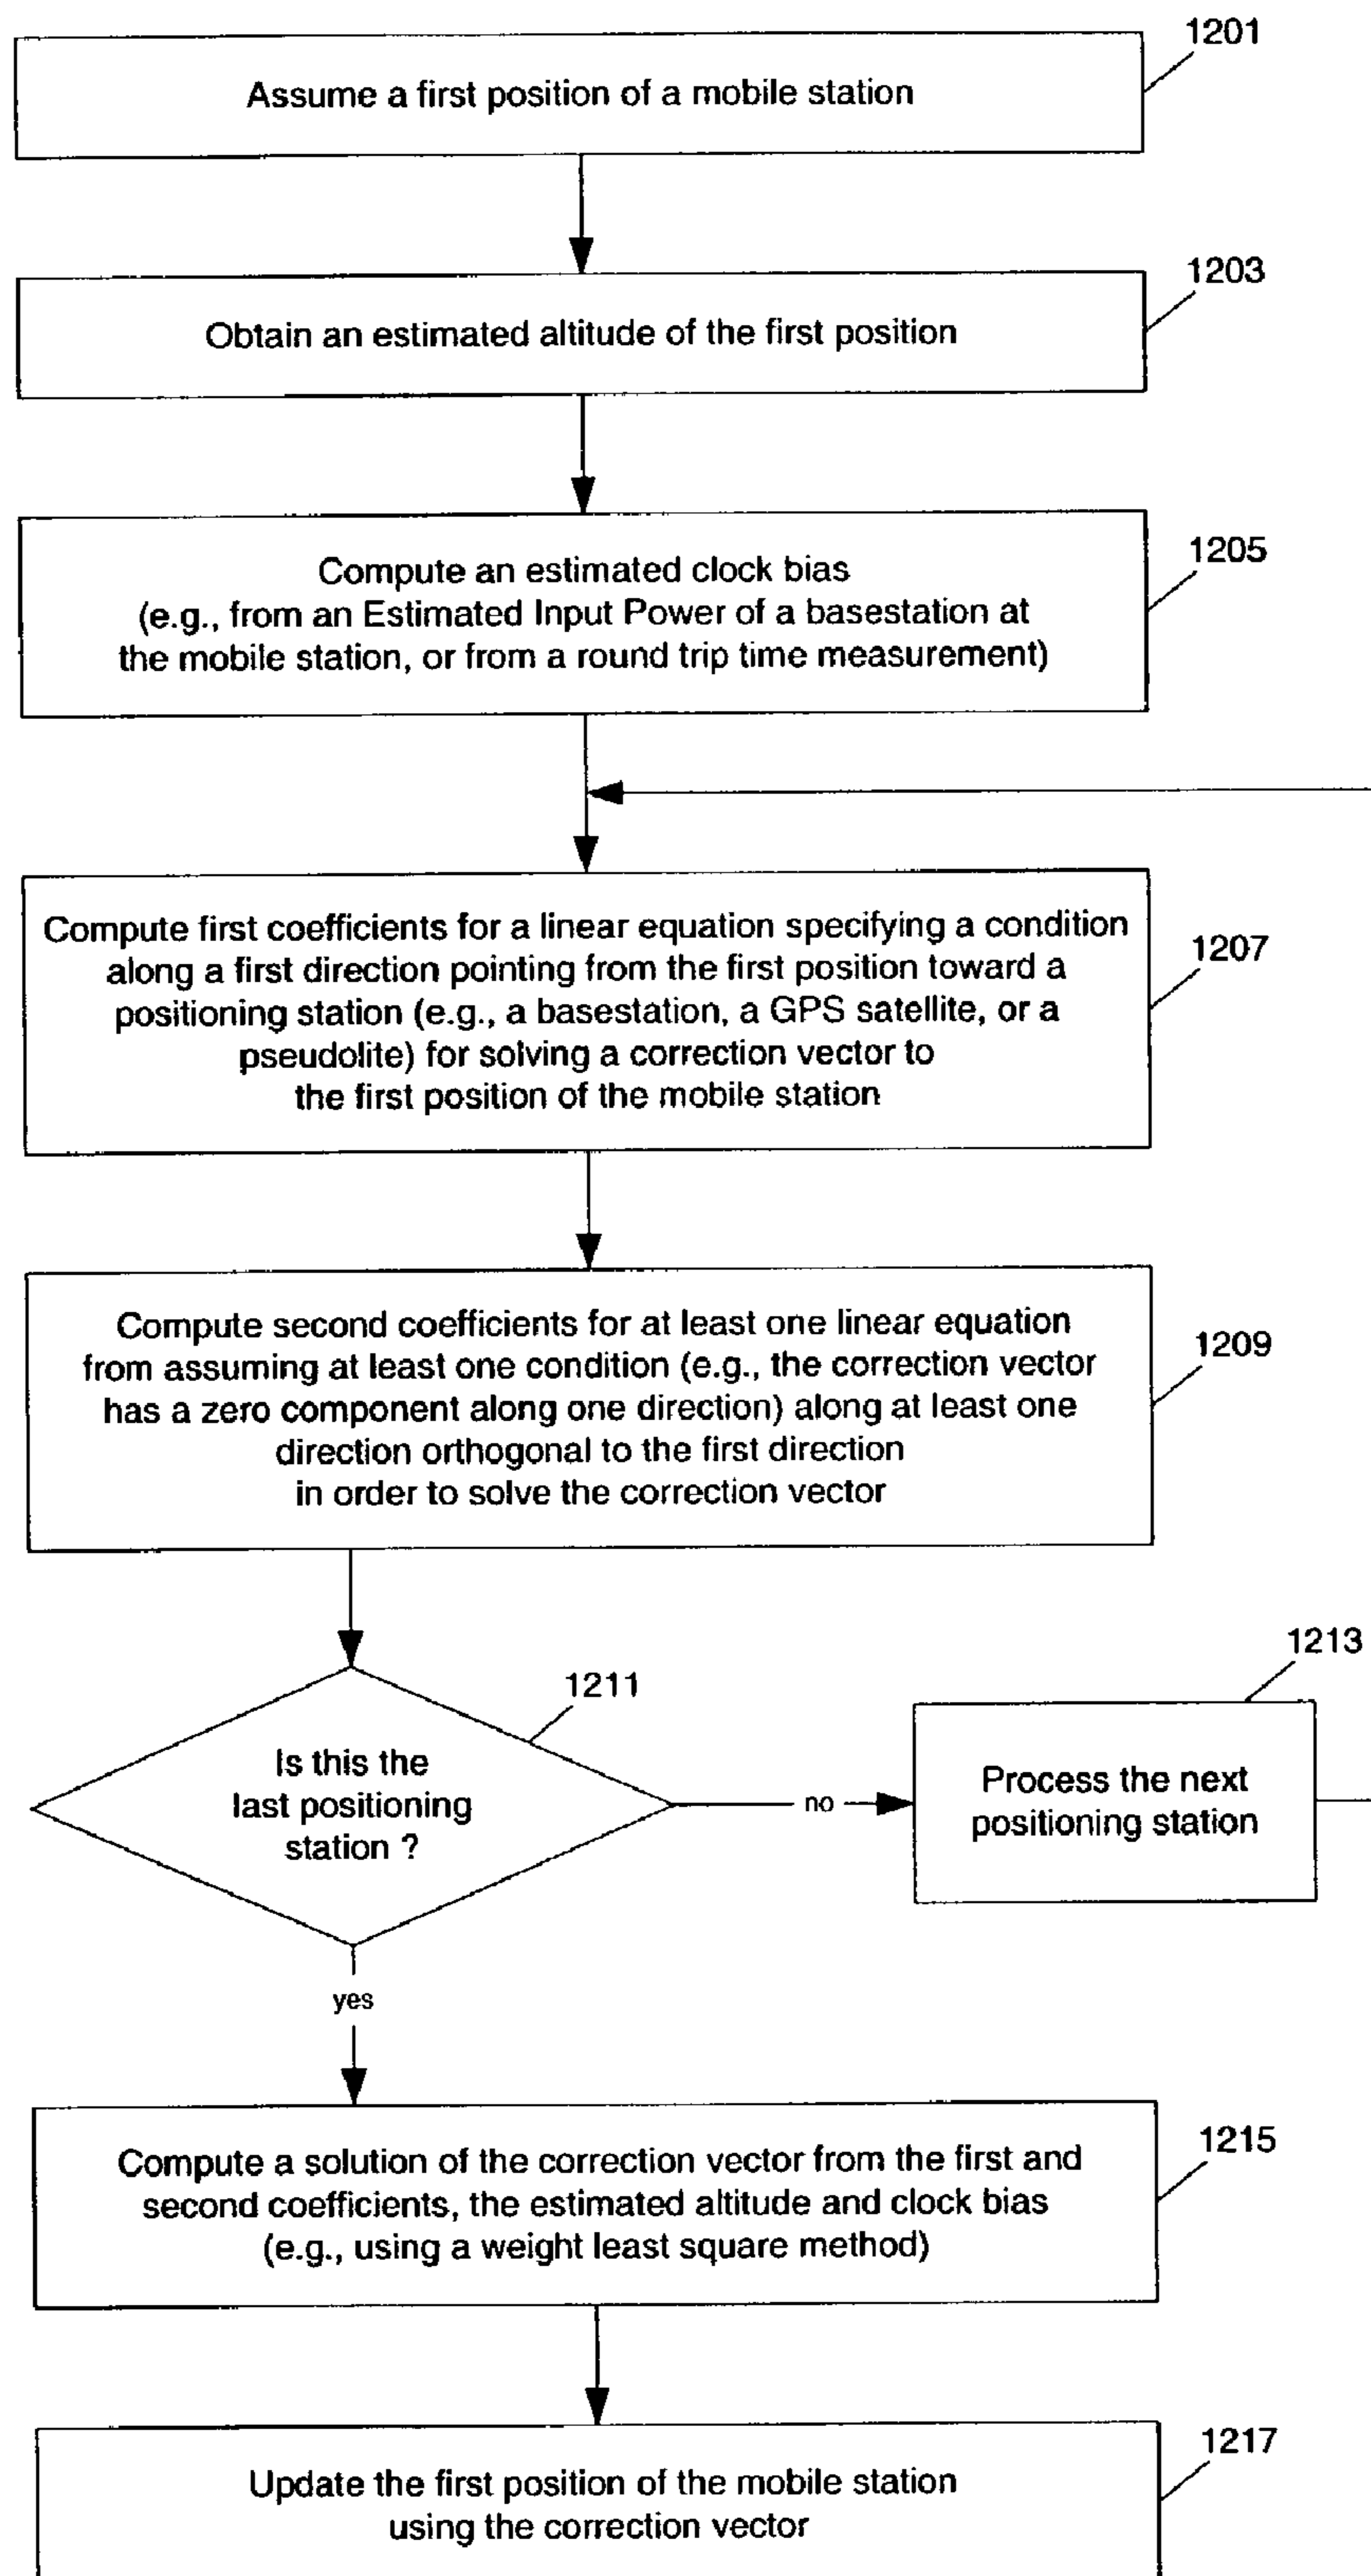 1201
Assume a first position of a mobile station
1203
Obtain an estimated altitude of the first position
1205
Compute an estimated clock bias
(e.g., from an Estimated Input Power of a basestation at
the mobile station, or from a round trip time measurement)
1207
Compute first coefficients for a linear equation specifying a condition
along a first direction pointing from the first position toward a
positioning station (e.g., a basestation, a GPS satellite, or a
pseudolite) for solving a correction vector to
the first position of the mobile station
1209
Compute second coefficients for at least one linear equation
from assuming at least one condition (e.g., the correction vector
has a zero component along one direction) along at least one
direction orthogonal to the first direction
in order to solve the correction vector
1211
Is this the
last positioning
station ?
no
1213
Process the next
positioning station
yes
1215
Compute a solution of the correction vector from the first and
second coefficients, the estimated altitude and clock bias
(e.g., using a weight least square method)
1217
Update the first position of the mobile station
using the correction vector